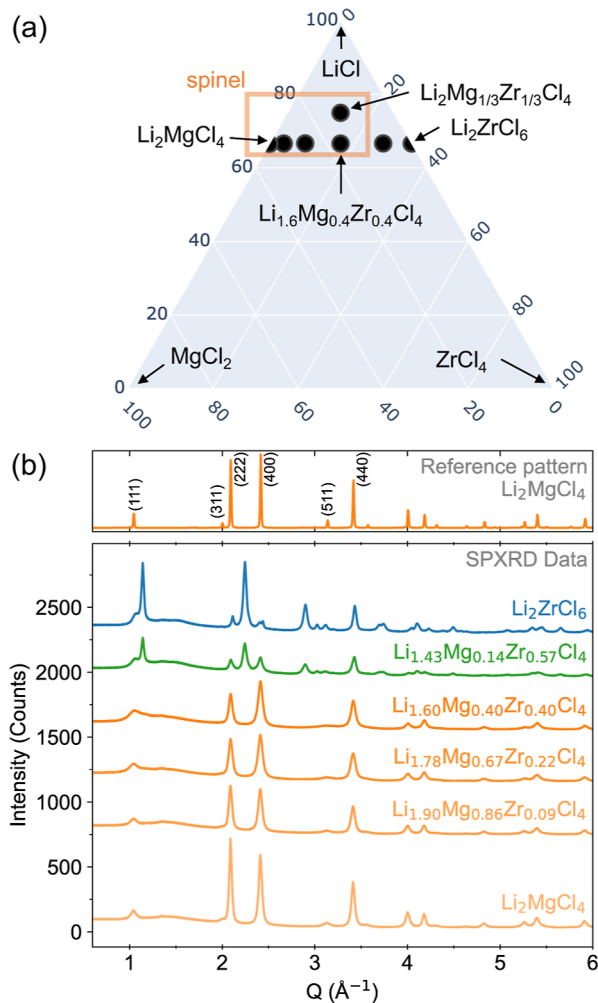 (a)
100 0
LiCl
spinel
80
20
Li₂Mg₁/₃Zr₁/₃Cl₄
Li₂MgCl₄
Li₂ZrCl₆
60
40
Li₁.₆Mg₀.₄Zr₀.₄Cl₄
40
60
20
80
MgCl₂
ZrCl₄
0
100
100
80
60
40
20
0
(b)
Reference pattern
Li₂MgCl₄
(111)
(311)
(222)
(400)
(511)
(440)
SPXRD Data
2500
Li₂ZrCl₆
Li₁.₄₃Mg₀.₁₄Zr₀.₅₇Cl₄
2000
Li₁.₆₀Mg₀.₄₀Zr₀.₄₀Cl₄
1500
Li₁.₇₈Mg₀.₆₇Zr₀.₂₂Cl₄
1000
Li₁.₉₀Mg₀.₈₆Zr₀.₀₉Cl₄
500
Li₂MgCl₄
0
Intensity (Counts)
1 2 3 4 5 6
Q (Å⁻¹)